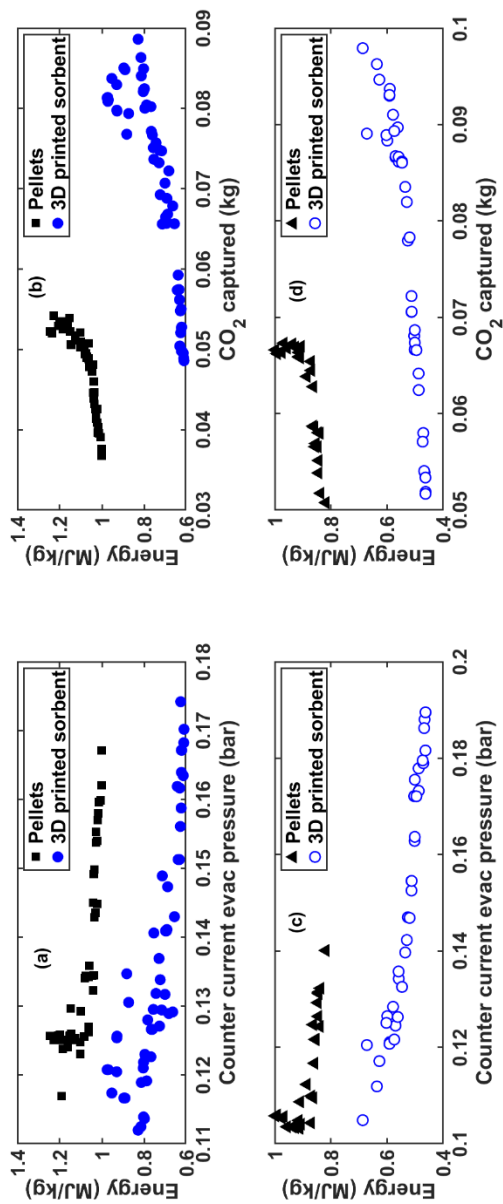 (a)
Pellets
3D printed sorbent
Energy (MJ/kg)
1.4
1.2
1
0.8
0.6
0.11 0.12 0.13 0.14 0.15 0.16 0.17 0.18
Counter current evac pressure (bar)
(b)
Pellets
3D printed sorbent
Energy (MJ/kg)
1.4
1.2
1
0.8
0.6
0.03 0.04 0.05 0.06 0.07 0.08 0.09
CO2 captured (kg)
(c)
Pellets
3D printed sorbent
Energy (MJ/kg)
1
0.8
0.6
0.4
0.1 0.12 0.14 0.16 0.18 0.2
Counter current evac pressure (bar)
(d)
Pellets
3D printed sorbent
Energy (MJ/kg)
1
0.8
0.6
0.4
0.05 0.06 0.07 0.08 0.09 0.1
CO2 captured (kg)